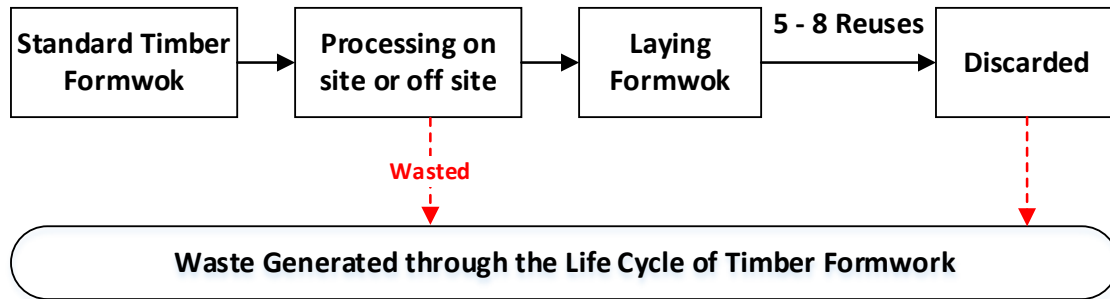 Standard Timber
Formwok
Processing on
site or off site
Laying
Formwok
5 - 8 Reuses
Discarded
Wasted
Waste Generated through the Life Cycle of Timber Formwork